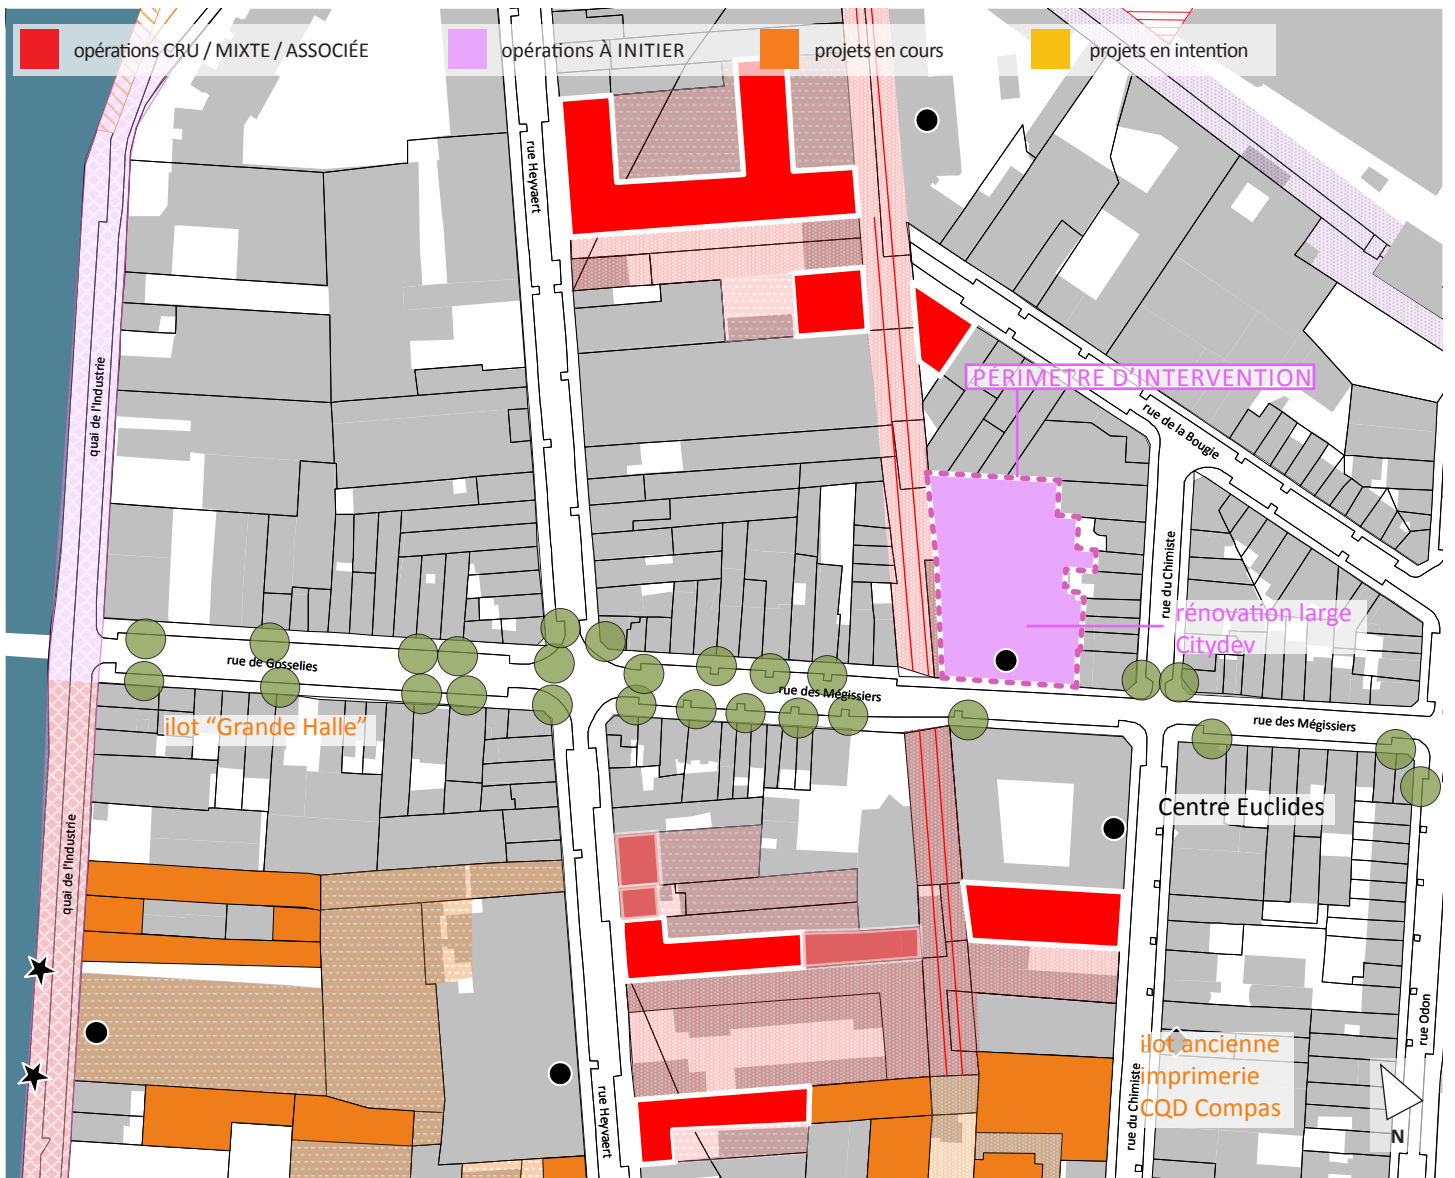 opérations CRU / MIXTE / ASSOCIÉE
opérations À INITIER
projets en cours
projets en intention
rue Heyvaert
quai de l'Industrie
PÉRIMÈTRE D'INTERVENTION
rue de la Bougie
rue du Chimiste
rénovation large
Citydev
rue de Gosselies
rue des Mégissiers
rue des Mégissiers
ilot “Grande Halle”
Centre Euclides
quai de l'Industrie
rue Odon
ilot ancienne
imprimerie
CQD Compas
rue du Chimiste
rue Heyvaert
N